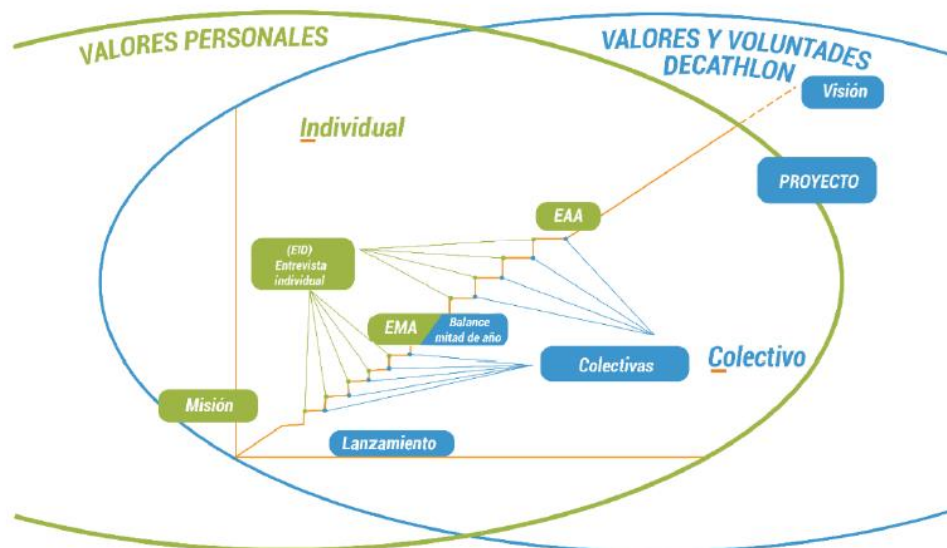 VALORES PERSONALES
VALORES Y VOLUNTADES
DECATHLON
Visión
Individual
PROYECTO
EAA
(EID)
Entrevista
individual
EMA
Balance
mitad de año
Colectivas
Colectivo
Misión
Lanzamiento